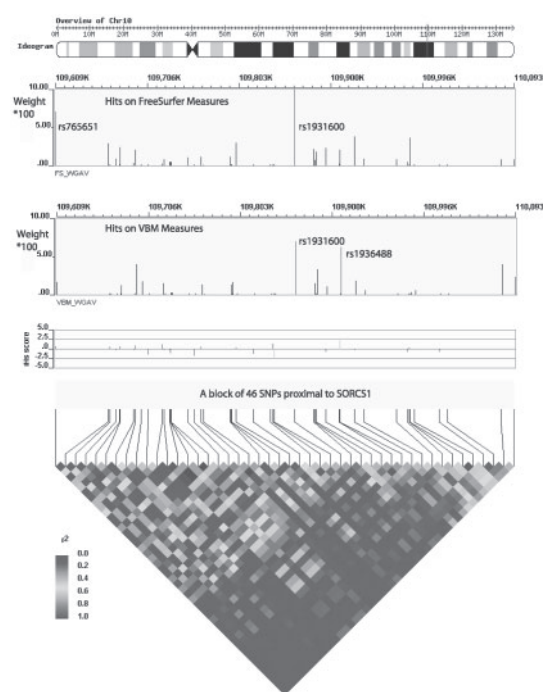 Overview of Chr10
0M 10M 20M 30M 40M 50M 60M 70M 80M 90M 100M 110M 120M 130M
Ideogram
109,609K 109,706K 109,803K 109,900K 109,996K 110,093
10.00
Hits on FreeSurfer Measures
Weight
*100
rs765651
rs1931600
5.00
.00
FS_WGAV
109,609K 109,706K 109,803K 109,900K 109,996K 110,093K
10.00
Hits on VBM Measures
Weight
*100
rs1931600
rs1936488
5.00
.00
VBM_WGAV
5.0
2.5
.0
-2.5
-5.0
score
A block of 46 SNPs proximal to SORCS1
r2
0.0
0.2
0.4
0.6
0.8
1.0